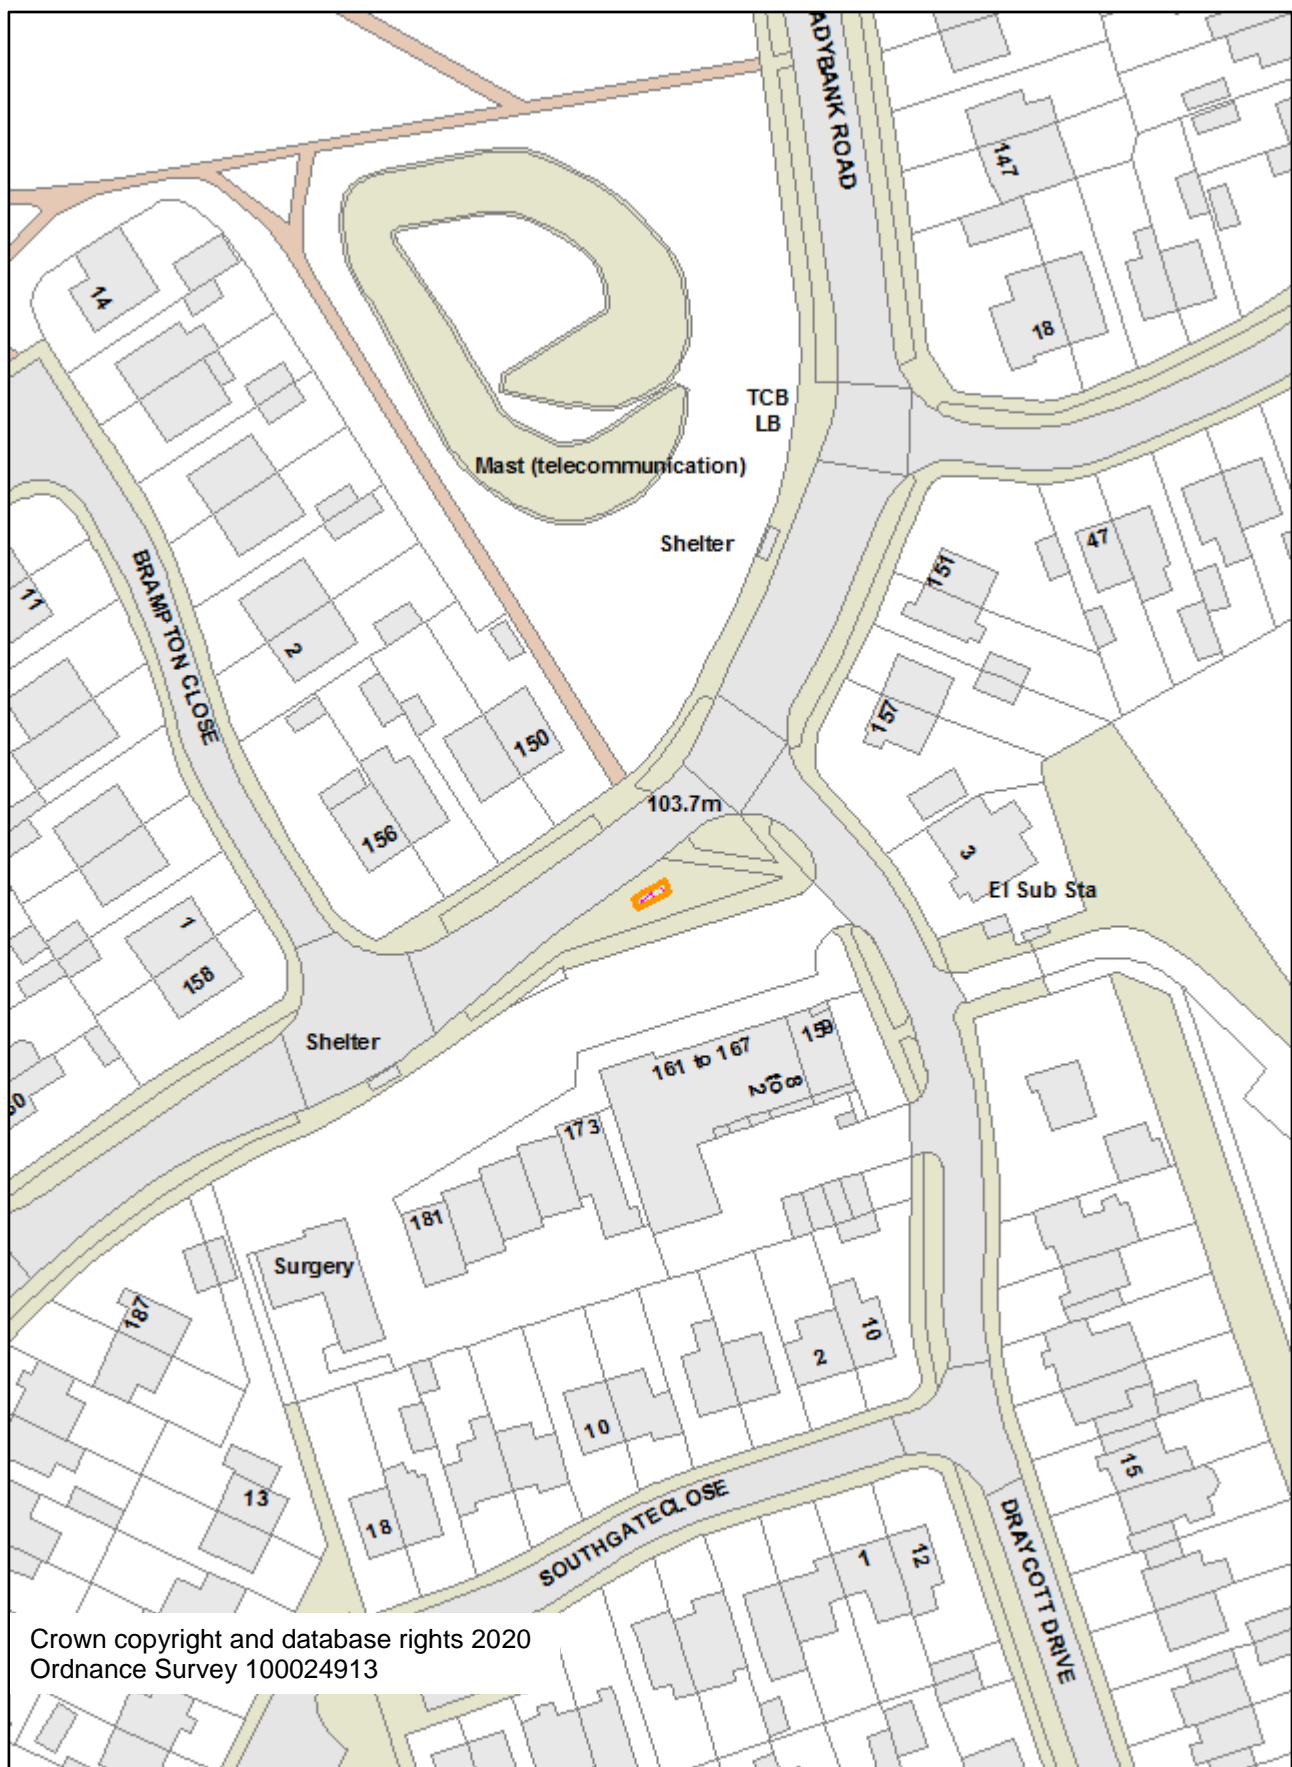 ADYBANK ROAD
147
14
18
TCB
LB
Mast (telecommunication)
Shelter
47
151
11
BRAMPTON CLOSE
2
157
150
103.7m
156
3
El Sub Sta
1
158
159
Shelter
161 to 167
8
10
2
173
181
Surgery
187
10
2
10
15
13
18
SOUTHGATE CLOSE
1
12
DRAYCOTT DRIVE
Crown copyright and database rights 2020
Ordnance Survey 100024913